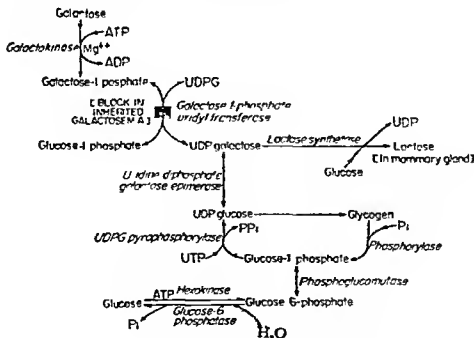 Galactose
ATP
Galactokinase Mg++
ADP
Galactose-1 posphate UDPG
[BLOCK IN
INHERITED
GALACTOSEMIA]
Galactose 1-phosphate
uridyl transferase
Glucose-1 phosphate UDP galactose Lactose synthetase Lactose
UDP
Glucose [In mammary gland]
Uridine diphosphate
galactose epimerase
UDP glucose Glycogen
PPi Pi
UDPG pyrophosphorylase Phosphorylase
UTP Glucose-1 phosphate
Phosphoglucomutase
ATP Hexokinase
Glucose Glucose 6-phosphate
Glucose-6
phosphatase
Pi H2O